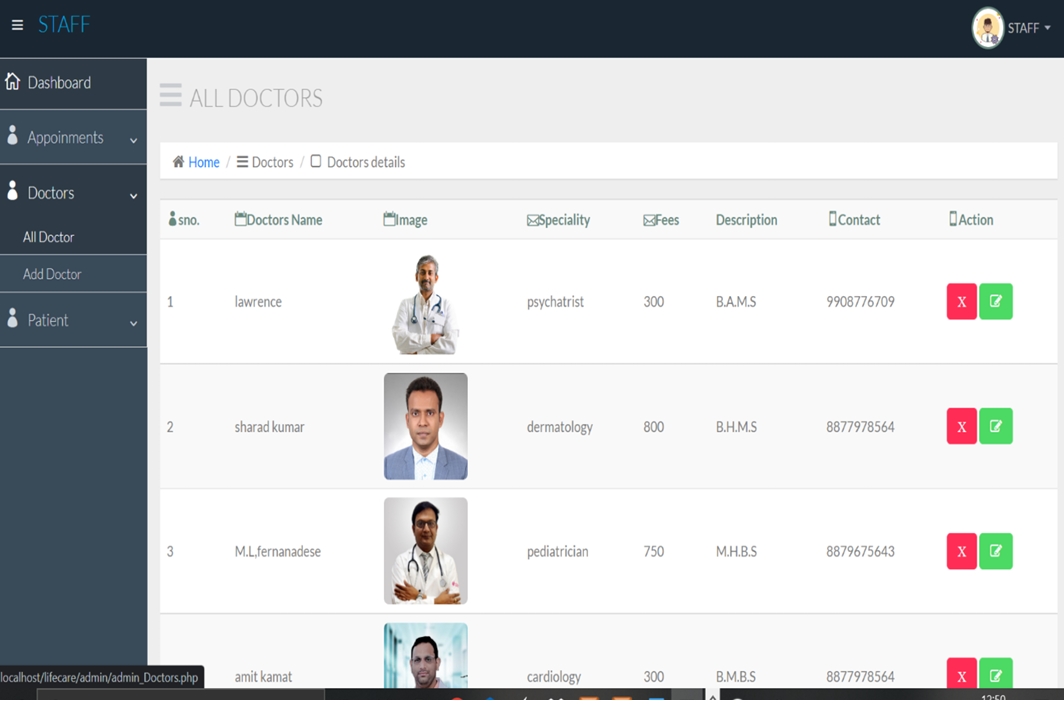 STAFF
STAFF
Dashboard
Appoinments
Doctors
All Doctor
Add Doctor
Patient
ALL DOCTORS
Home / Doctors / Doctors details
sno. Doctors Name Image Speciality Fees Description Contact Action
1 lawrence psychatrist 300 B.A.M.S 9908776709 X
2 sharad kumar dermatology 800 B.H.M.S 8877978564 X
3 M.L,fernanadese pediatrician 750 M.H.B.S 8879675643 X
amit kamat cardiology 300 B.M.B.S 8877978564 X
localhost/lifecare/admin/admin_Doctors.php